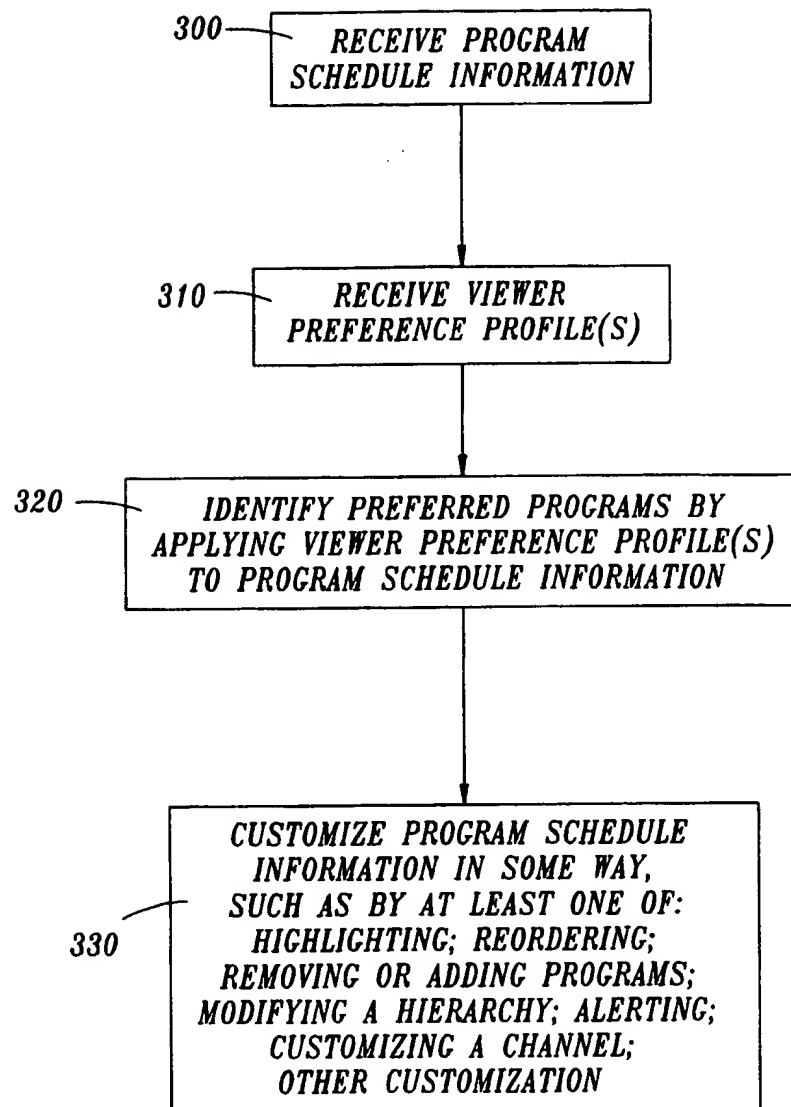 300
RECEIVE PROGRAM
SCHEDULE INFORMATION
310
RECEIVE VIEWER
PREFERENCE PROFILE(S)
320
IDENTIFY PREFERRED PROGRAMS BY
APPLYING VIEWER PREFERENCE PROFILE(S)
TO PROGRAM SCHEDULE INFORMATION
330
CUSTOMIZE PROGRAM SCHEDULE
INFORMATION IN SOME WAY,
SUCH AS BY AT LEAST ONE OF:
HIGHLIGHTING; REORDERING;
REMOVING OR ADDING PROGRAMS;
MODIFYING A HIERARCHY; ALERTING;
CUSTOMIZING A CHANNEL;
OTHER CUSTOMIZATION